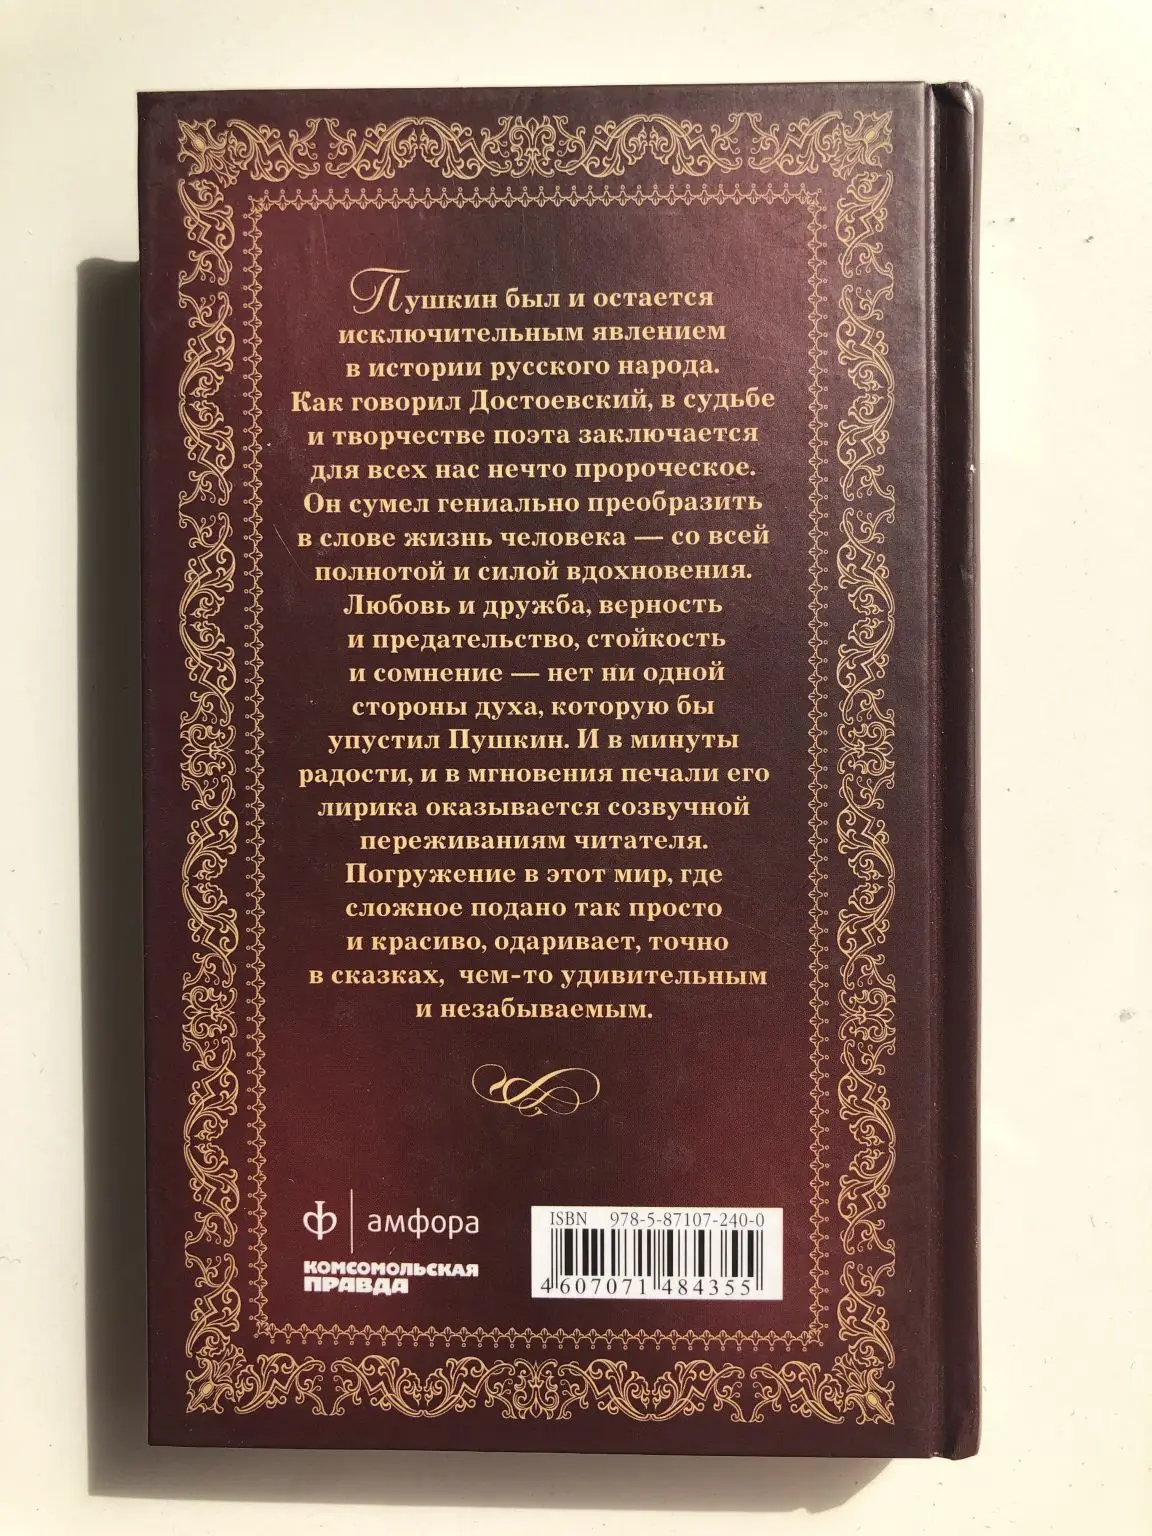 Пушкин был и остается
исключительным явлением
в истории русского народа.
Как говорил Достоевский, в судьбе
и творчестве поэта заключается
для всех нас нечто пророческое.
Он сумел гениально преобразить
в слове жизнь человека — со всей
полнотой и силой вдохновения.
Любовь и дружба, верность
и предательство, стойкость
и сомнение — нет ни одной
стороны духа, которую бы
упустил Пушкин. И в минуты
радости, и в мгновения печали его
лирика оказывается созвучной
переживаниям читателя.
Погружение в этот мир, где
сложное подано так просто
и красиво, одаривает, точно
в сказках, чем-то удивительным
и незабываемым.
амфора
КОМСОМОЛЬСКАЯ
ПРАВДА
ISBN 978-5-87107-240-0
4 607071 484355